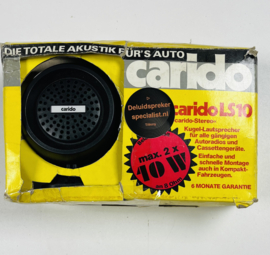 DIE TOTALE AKUSTIK FÜR'S AUTO
carido
carido
Deluidspreker
specialist.nl
carido LS10
-carido-Stereo-
Kugel-Lautsprecher
für alle gängigen
Autoradios und
Cassettengeräte.
Einfache und
schnelle Montage
auch in Kompakt-
Fahrzeugen.
max. 2 x
10 W
6 MONATE GARANTIE